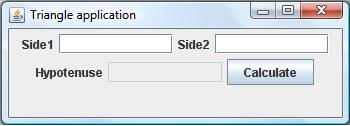 Triangle application
Side1 Side2
Hypotenuse Calculate